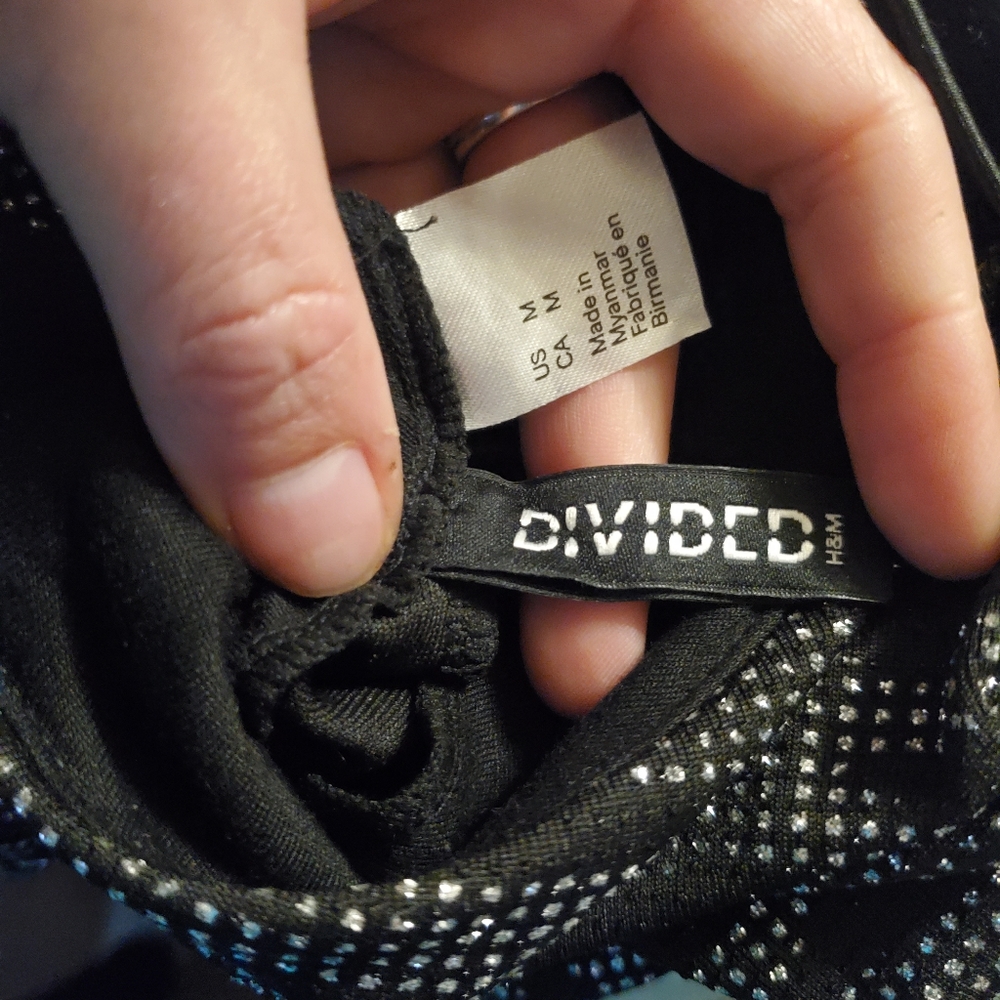 US M
CA M
Made in
Myanmar
Fabriqué en
Birmanie
DIVIDED
H&M